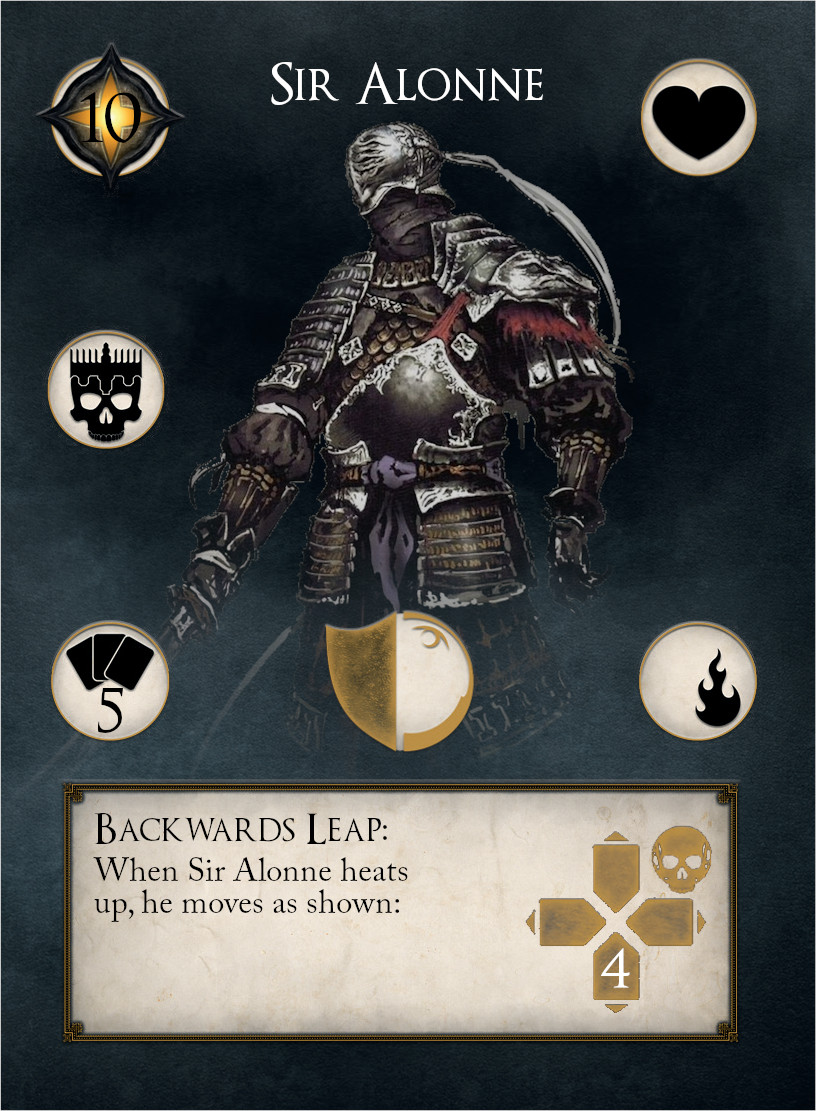 Sir Alonne
10
5
Backwards Leap:
When Sir Alonne heats
up, he moves as shown:
4